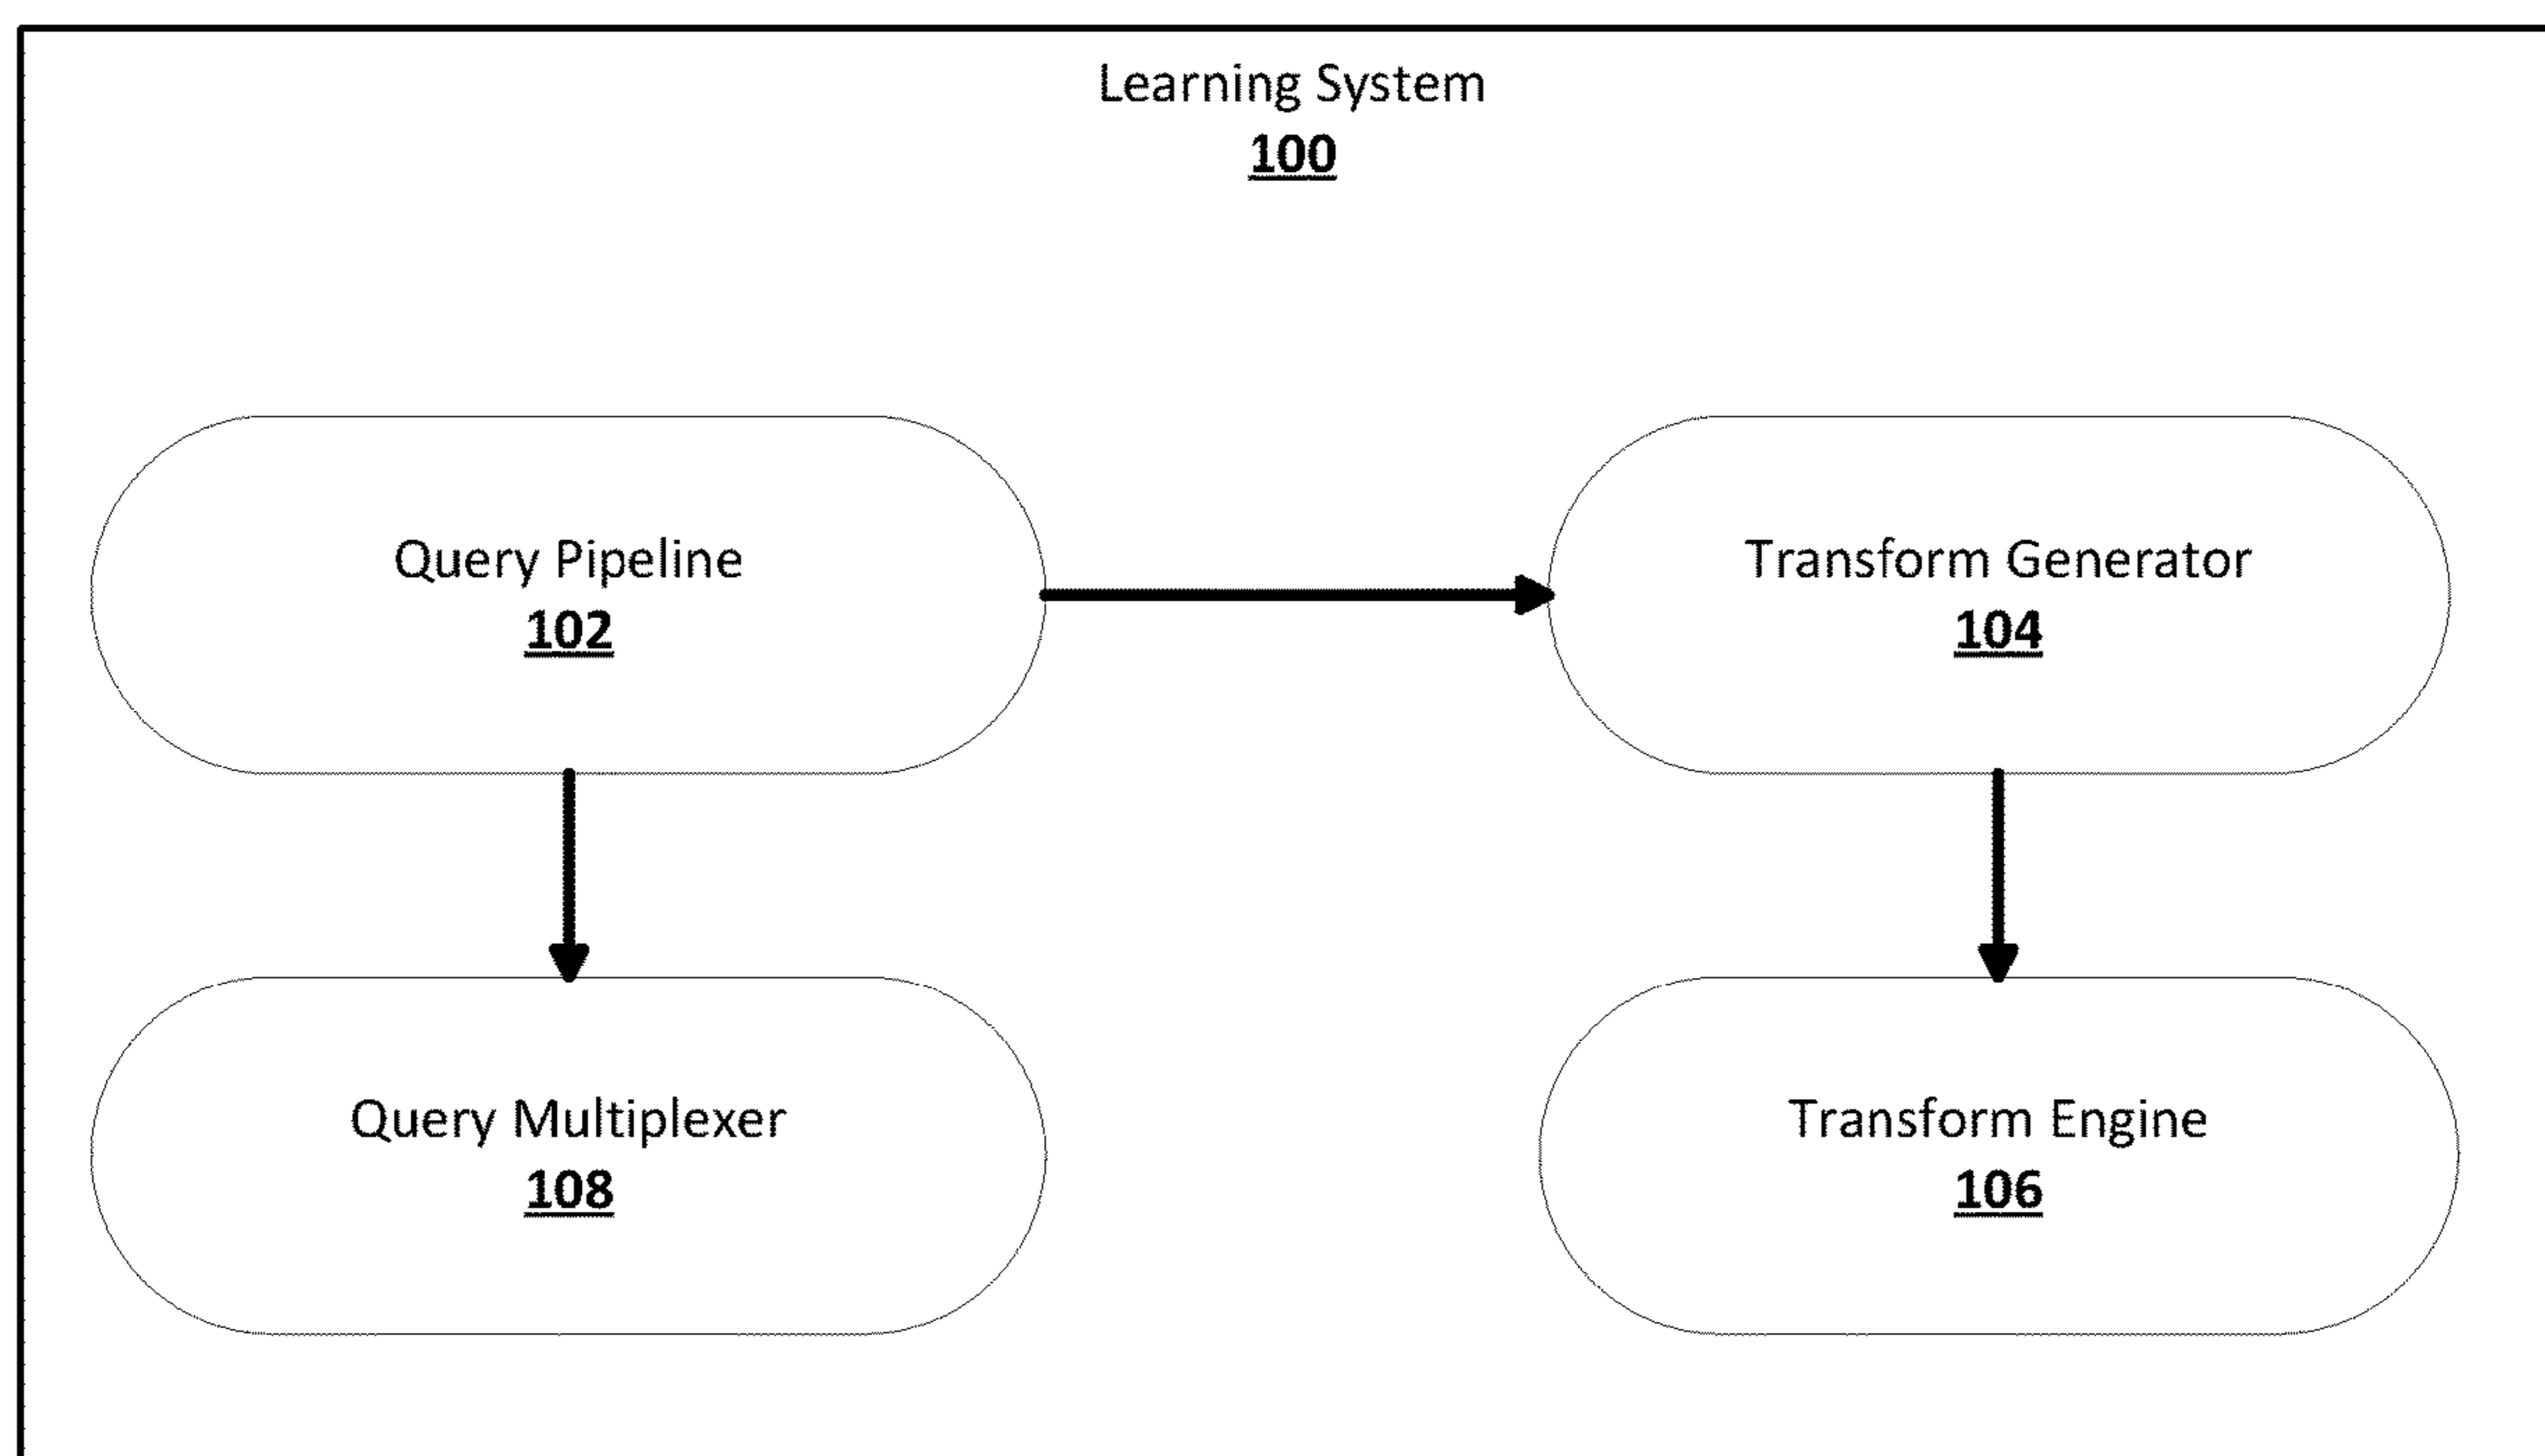 Learning System
100
Query Pipeline
102
Transform Generator
104
Query Multiplexer
108
Transform Engine
106